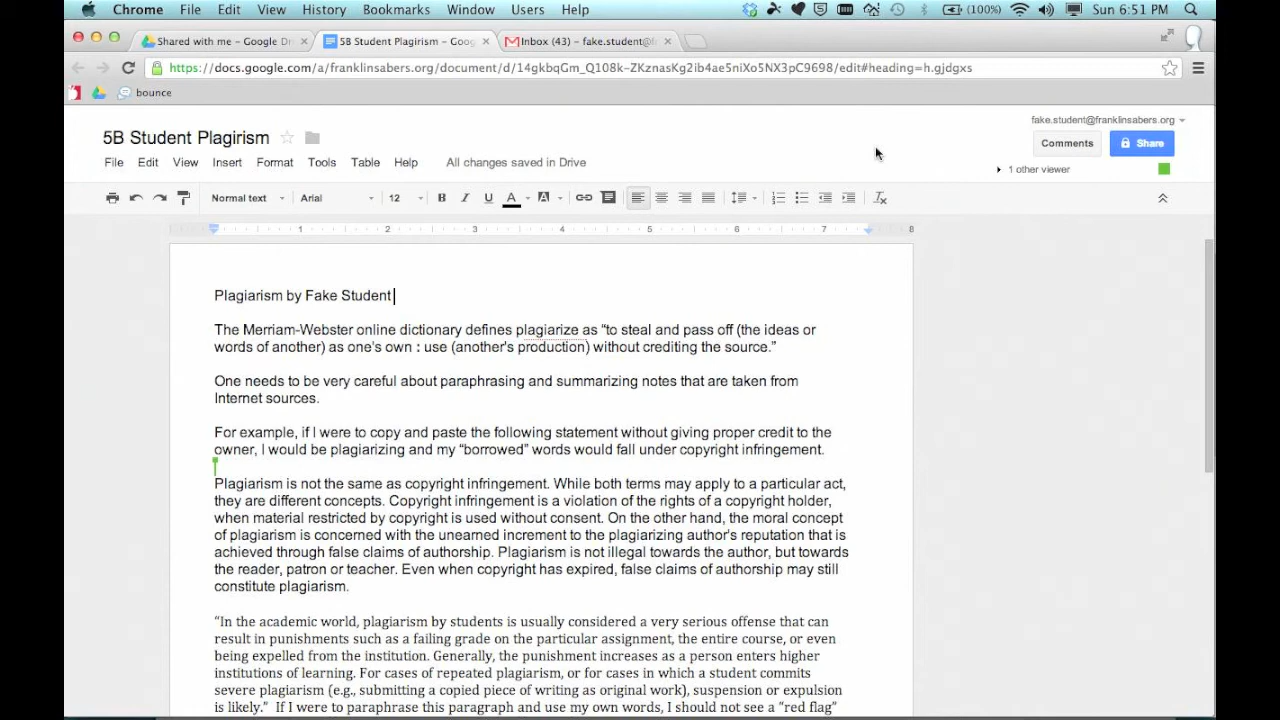 Chrome File Edit View History Bookmarks Window Users Help (100%) Sun 6:51 PM
Shared with me – Google Dri 5B Student Plagirism – Goog Inbox (43) – fake.student@f
https://docs.google.com/a/franklinsabers.org/document/d/14gkbqGm_Q108k-ZKznasKg2ib4ae5niXo5NX3pC9698/edit#heading=h.gjdgxs
bounce
fake.student@franklinsabers.org
5B Student Plagirism
Comments Share
File Edit View Insert Format Tools Table Help All changes saved in Drive
1 other viewer
Normal text Arial 12 B I U A A
1 2 3 4 5 6 7 8
Plagiarism by Fake Student
The Merriam-Webster online dictionary defines plagiarize as “to steal and pass off (the ideas or
words of another) as one's own : use (another's production) without crediting the source.”
One needs to be very careful about paraphrasing and summarizing notes that are taken from
Internet sources.
For example, if I were to copy and paste the following statement without giving proper credit to the
owner, I would be plagiarizing and my “borrowed” words would fall under copyright infringement.
Plagiarism is not the same as copyright infringement. While both terms may apply to a particular act,
they are different concepts. Copyright infringement is a violation of the rights of a copyright holder,
when material restricted by copyright is used without consent. On the other hand, the moral concept
of plagiarism is concerned with the unearned increment to the plagiarizing author's reputation that is
achieved through false claims of authorship. Plagiarism is not illegal towards the author, but towards
the reader, patron or teacher. Even when copyright has expired, false claims of authorship may still
constitute plagiarism.
“In the academic world, plagiarism by students is usually considered a very serious offense that can
result in punishments such as a failing grade on the particular assignment, the entire course, or even
being expelled from the institution. Generally, the punishment increases as a person enters higher
institutions of learning. For cases of repeated plagiarism, or for cases in which a student commits
severe plagiarism (e.g., submitting a copied piece of writing as original work), suspension or expulsion
is likely.” If I were to paraphrase this paragraph and use my own words, I should not see a “red flag”